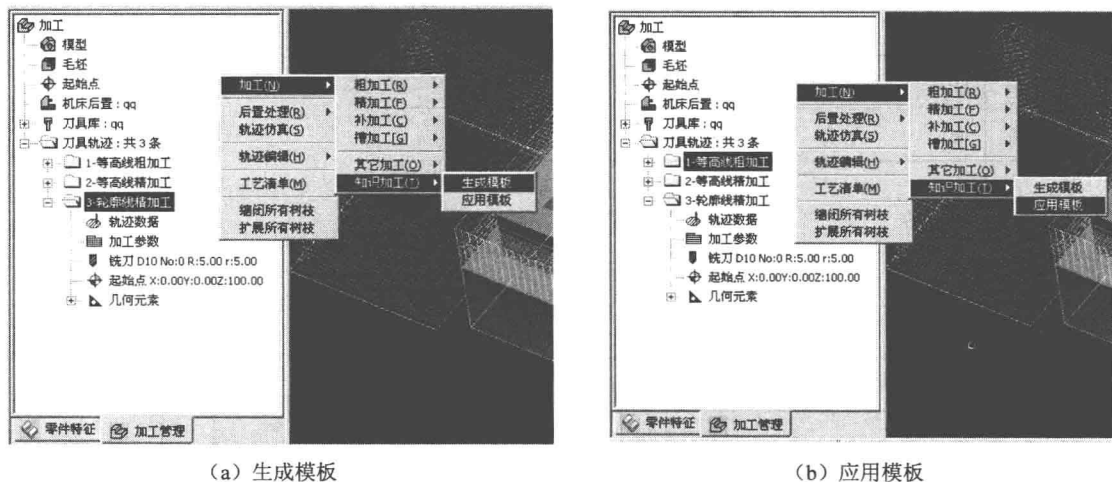 加工
模型
毛坯
起始点
机床后置：qq
刀具库：qq
刀具轨迹：共3条
1-等高线粗加工
2-等高线精加工
3-轮廓线精加工
轨迹数据
加工参数
铣刀 D10 No:0 R:5.00 r:5.00
起始点 X:0.00Y:0.00Z:100.00
几何元素
零件特征 加工管理
加工(N)
后置处理(R)
轨迹仿真(S)
轨迹编辑(H)
工艺清单(M)
缩闭所有树枝
扩展所有树枝
粗加工(R)
精加工(F)
补加工(C)
槽加工[G]
其它加工(O)
知识加工(T)
生成模板
应用模板
（a）生成模板
加工
模型
毛坯
起始点
机床后置：qq
刀具库：qq
刀具轨迹：共3条
1-等高线粗加工
2-等高线精加工
3-轮廓线精加工
轨迹数据
加工参数
铣刀 D10 No:0 R:5.00 r:5.00
起始点 X:0.00Y:0.00Z:100.00
几何元素
零件特征 加工管理
加工(N)
后置处理(R)
轨迹仿真(S)
轨迹编辑(H)
工艺清单(M)
缩闭所有树枝
扩展所有树枝
粗加工(R)
精加工(F)
补加工(C)
槽加工[G]
其它加工(O)
知识加工(T)
生成模板
应用模板
（b）应用模板